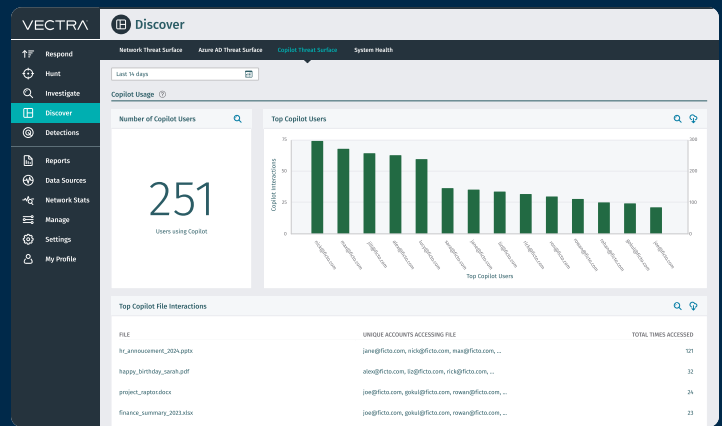 VECTRA
Discover
Respond
Hunt
Investigate
Discover
Detections
Reports
Data Sources
Network Stats
Manage
Settings
My Profile
Network Threat Surface
Azure AD Threat Surface
Copilot Threat Surface
System Health
Last 14 days
Copilot Usage
Number of Copilot Users
251
Users using Copilot
Top Copilot Users
Copilot Interactions
75
50
25
0
300
200
100
0
Top Copilot Users
Top Copilot File Interactions
FILE UNIQUE ACCOUNTS ACCESSING FILE TOTAL TIMES ACCESSED
hr_annoucement_2024.pptx jane@ficto.com, nick@ficto.com, max@ficto.com, ... 121
happy_birthday_sarah.pdf alex@ficto.com, liz@ficto.com, rick@ficto.com, ... 32
project_raptor.docx joe@ficto.com, gokul@ficto.com, rowan@ficto.com, ... 24
finance_summary_2023.xlsx joe@ficto.com, gokul@ficto.com, rowan@ficto.com, ... 23